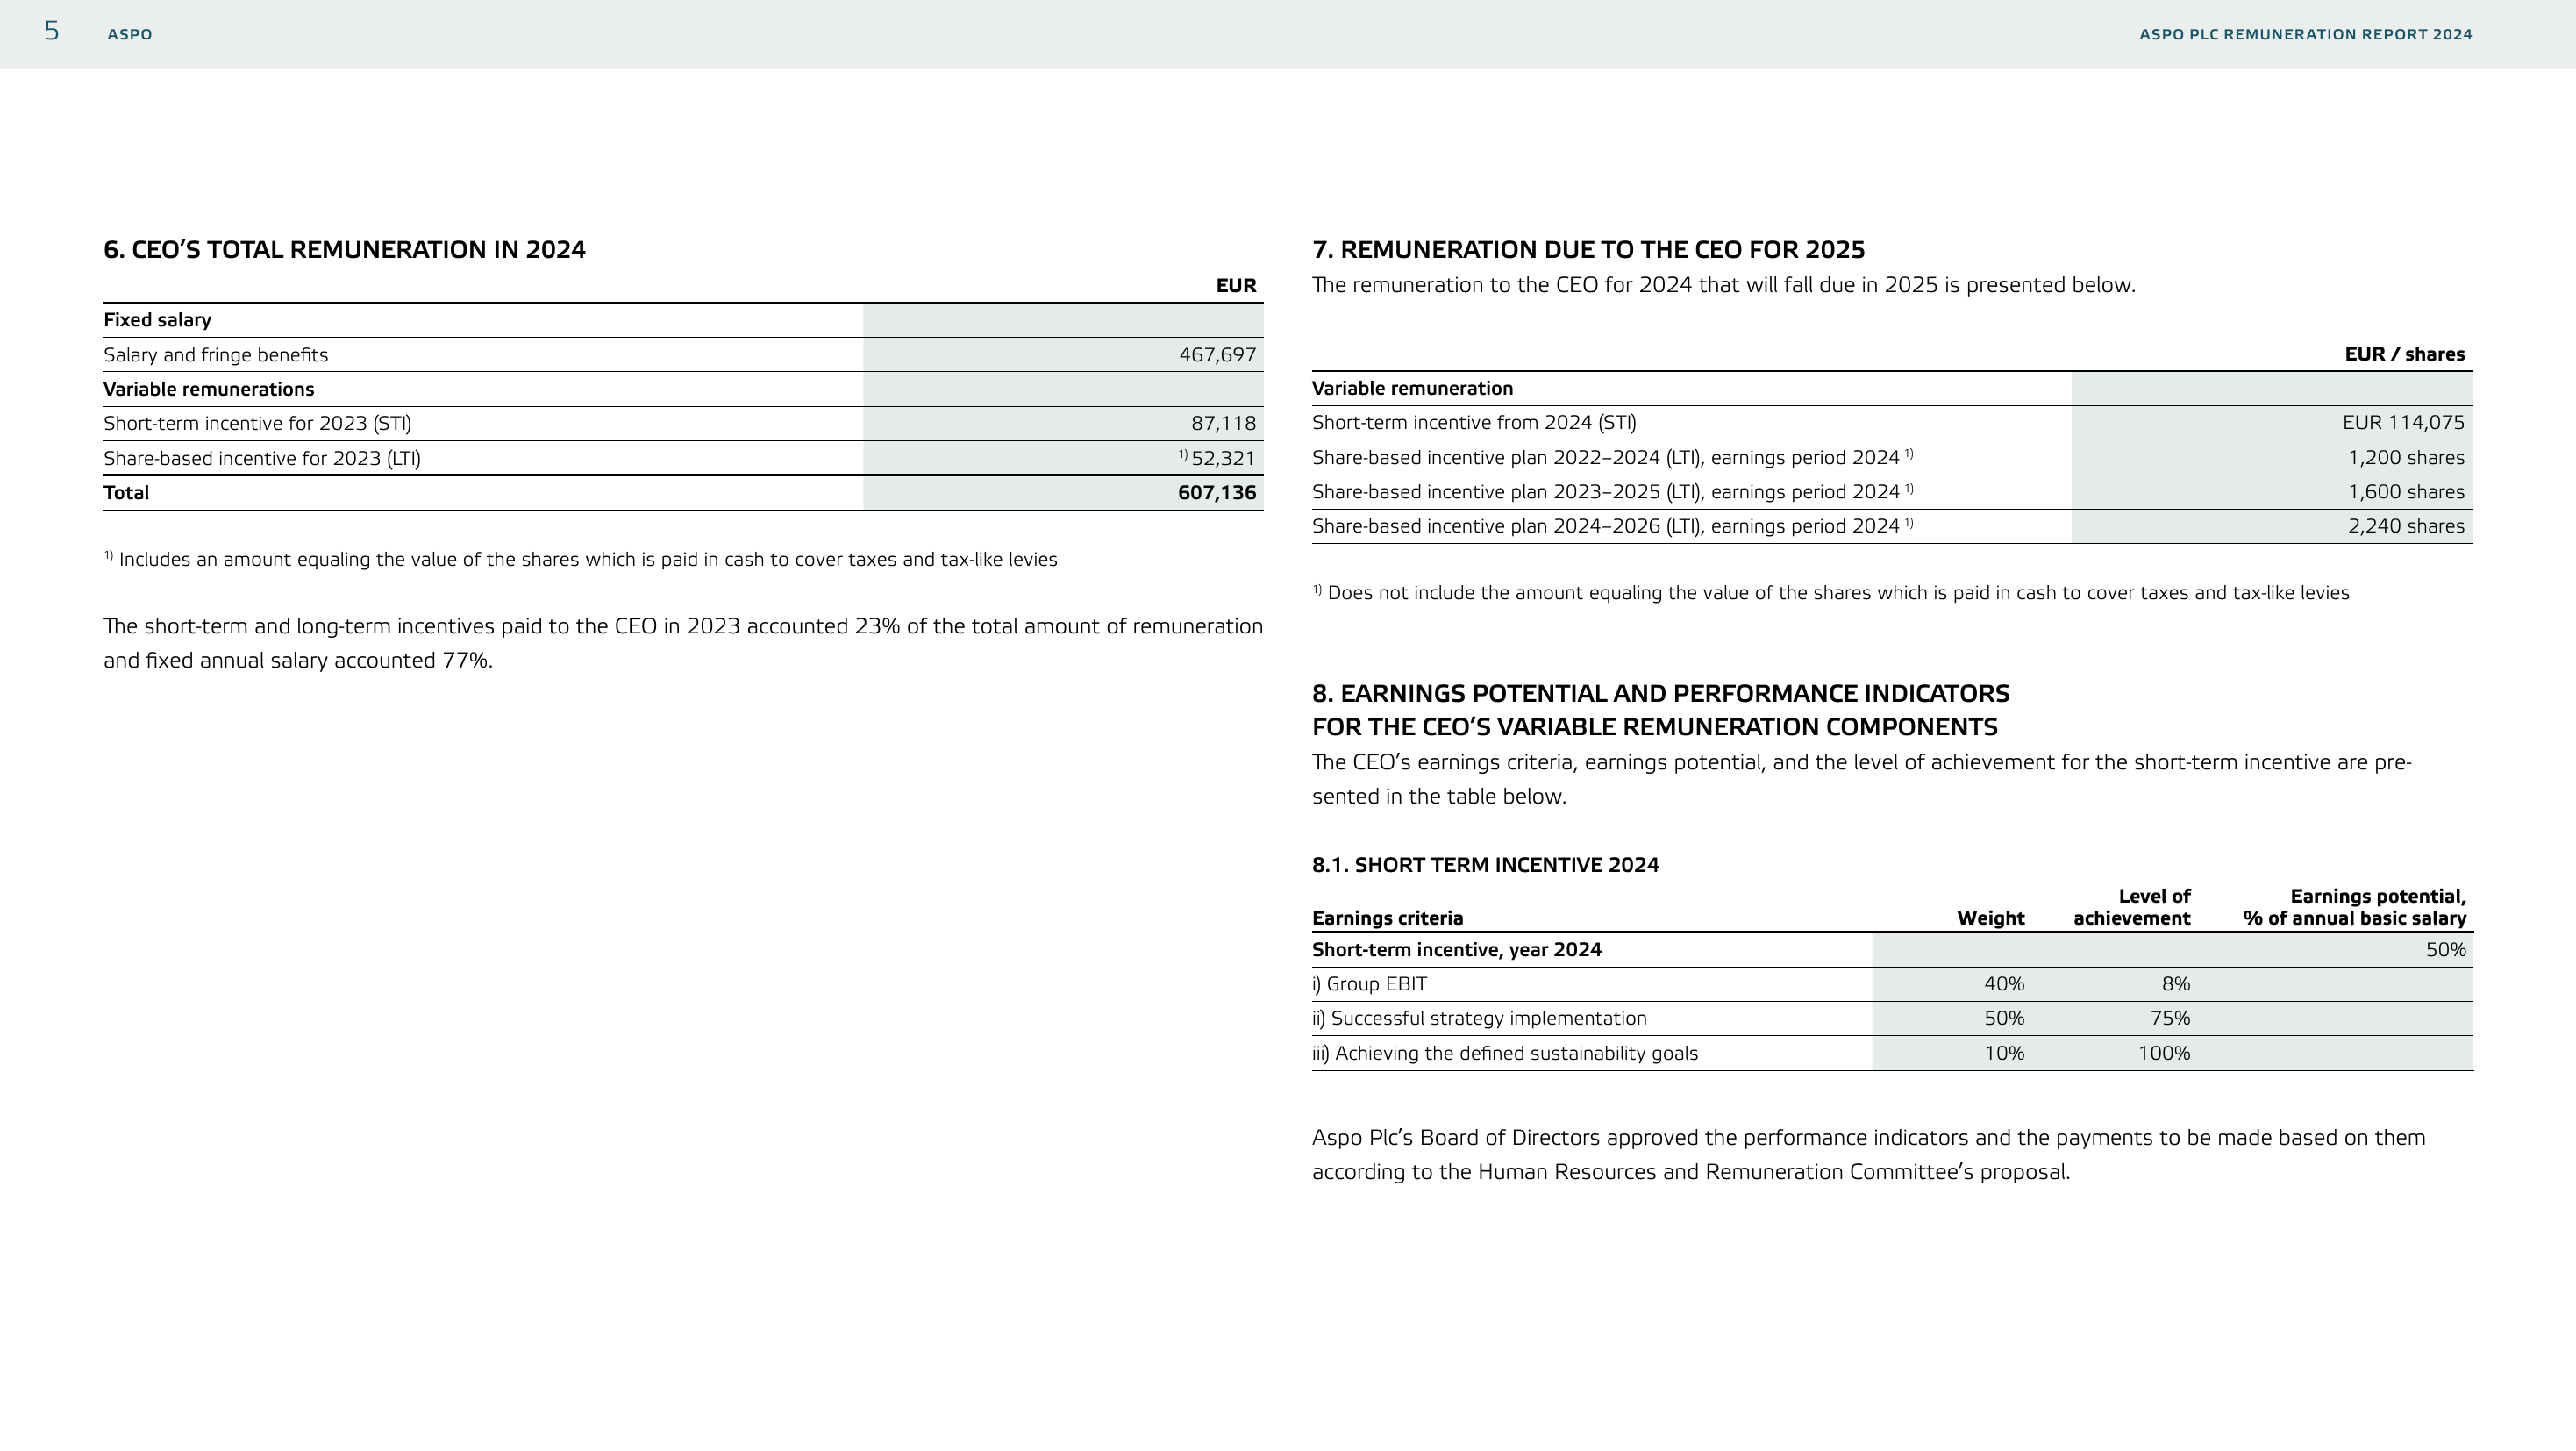 5 ASPO ASPO PLC REMUNERATION REPORT 2024
6. CEO’S TOTAL REMUNERATION IN 2024
EUR
Fixed salary
Salary and fringe benefits 467,697
Variable remunerations
Short-term incentive for 2023 (STI) 87,118
Share-based incentive for 2023 (LTI) 1) 52,321
Total 607,136
1) Includes an amount equaling the value of the shares which is paid in cash to cover taxes and tax-like levies
The short-term and long-term incentives paid to the CEO in 2023 accounted 23% of the total amount of remuneration
and fixed annual salary accounted 77%.
7. REMUNERATION DUE TO THE CEO FOR 2025
The remuneration to the CEO for 2024 that will fall due in 2025 is presented below.
EUR / shares
Variable remuneration
Short-term incentive from 2024 (STI) EUR 114,075
Share-based incentive plan 2022–2024 (LTI), earnings period 2024 1) 1,200 shares
Share-based incentive plan 2023–2025 (LTI), earnings period 2024 1) 1,600 shares
Share-based incentive plan 2024–2026 (LTI), earnings period 2024 1) 2,240 shares
1) Does not include the amount equaling the value of the shares which is paid in cash to cover taxes and tax-like levies
8. EARNINGS POTENTIAL AND PERFORMANCE INDICATORS
FOR THE CEO’S VARIABLE REMUNERATION COMPONENTS
The CEO’s earnings criteria, earnings potential, and the level of achievement for the short-term incentive are pre-
sented in the table below.
8.1. SHORT TERM INCENTIVE 2024
Level of Earnings potential,
Earnings criteria Weight achievement % of annual basic salary
Short-term incentive, year 2024 50%
i) Group EBIT 40% 8%
ii) Successful strategy implementation 50% 75%
iii) Achieving the defined sustainability goals 10% 100%
Aspo Plc’s Board of Directors approved the performance indicators and the payments to be made based on them
according to the Human Resources and Remuneration Committee’s proposal.